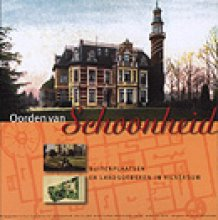 Oorden van
Schoonheid
BUITENPLAATSEN
EN LANDGOEDEREN IN HILVERSUM